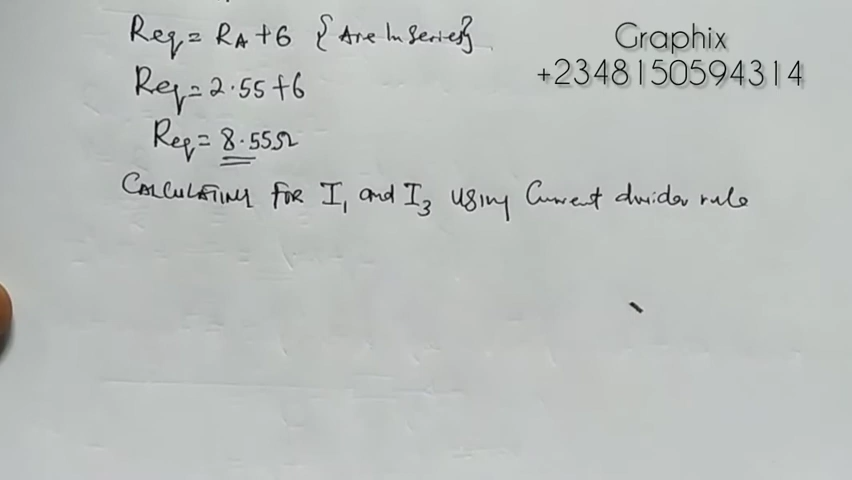 Req = RA + 6 {Are In Series}
Graphix
+2348150594314
Req = 2.55 + 6
Req = 8.55Ω
CALCULATING FOR I1 and I3 Using Current divider rule